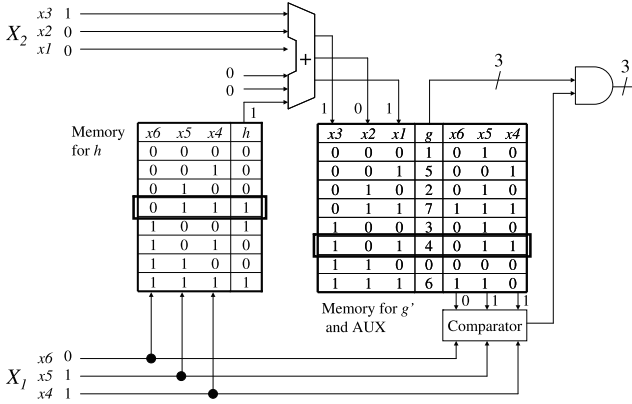 X2
x3 1
x2 0
x1 0
+
0
0
1
3
3
1 0 1
Memory
for h
x6 x5 x4 h
0 0 0 0
0 0 1 0
0 1 0 0
0 1 1 1
1 0 0 1
1 0 1 0
1 1 0 0
1 1 1 1
x3 x2 x1 g x6 x5 x4
0 0 0 1 0 1 0
0 0 1 5 0 0 1
0 1 0 2 0 1 0
0 1 1 7 1 1 1
1 0 0 3 0 1 0
1 0 1 4 0 1 1
1 1 0 0 0 0 0
1 1 1 6 1 1 0
0 1 1
Memory for g'
and AUX
Comparator
X1
x6 0
x5 1
x4 1